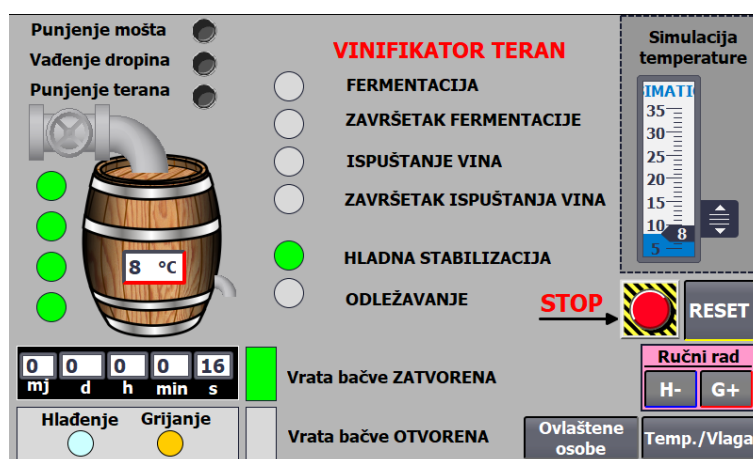 Punjenje mošta
Vađenje dropina
Punjenje terana
VINIFIKATOR TERAN
FERMENTACIJA
ZAVRŠETAK FERMENTACIJE
ISPUŠTANJE VINA
ZAVRŠETAK ISPUŠTANJA VINA
HLADNA STABILIZACIJA
ODLEŽAVANJE
Simulacija
temperature
SIMATI
35
30
25
20
15
10
8
5
8 °C
STOP
RESET
0 0 0 0 16
mj d h min s
Vrata bačve ZATVORENA
Ručni rad
H- G+
Hlađenje Grijanje
Vrata bačve OTVORENA
Ovlaštene
osobe
Temp./Vlaga